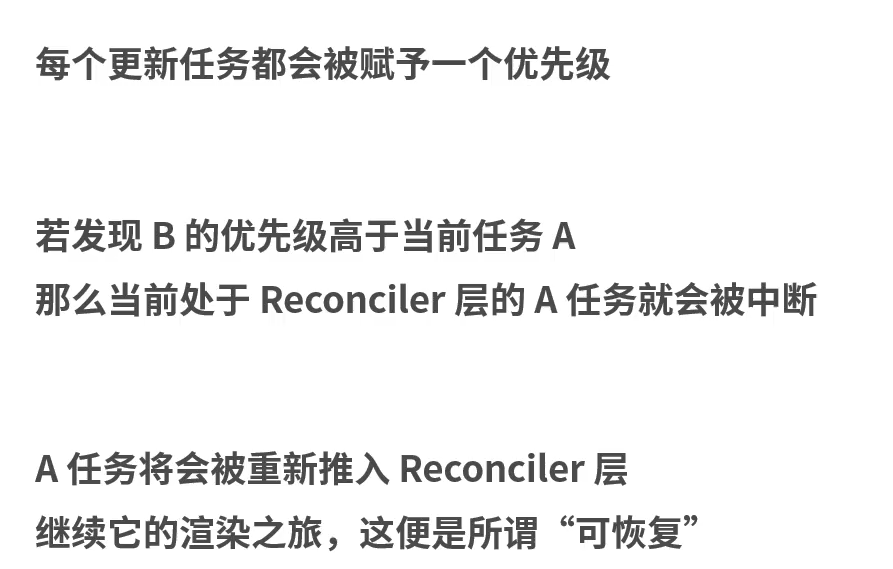 每个更新任务都会被赋予一个优先级
若发现 B 的优先级高于当前任务 A
那么当前处于 Reconciler 层的 A 任务就会被中断
A 任务将会被重新推入 Reconciler 层
继续它的渲染之旅，这便是所谓“可恢复”